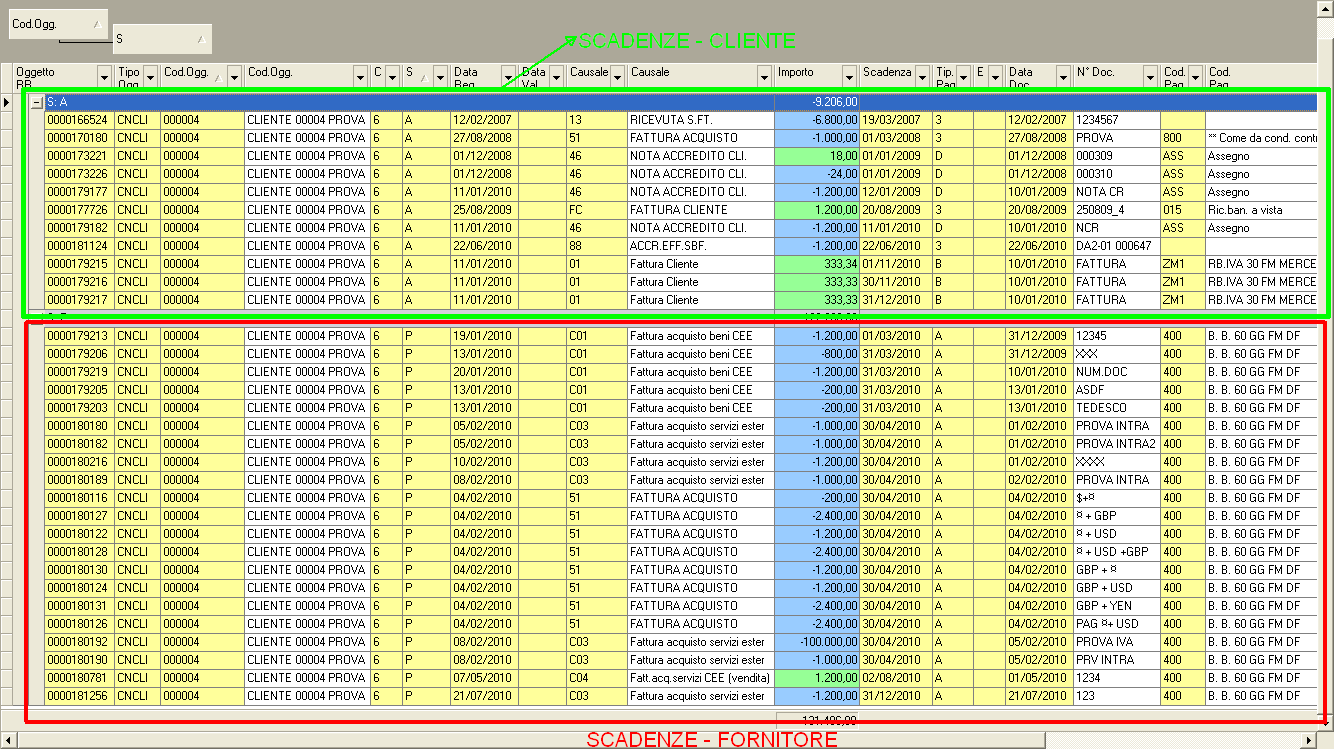 Cod.Ogg.
S
SCADENZE - CLIENTE
Oggetto RB Tipo Ogg Cod.Ogg. Cod.Ogg. C S Data Reg Data Val Causale Causale Importo Scadenza Tip. Pag E Data Doc N° Doc. Cod. Pag Cod. Pag
S: A -9.206,00
0000166524 CNCLI 000004 CLIENTE 00004 PROVA 6 A 12/02/2007 13 RICEVUTA S.FT. -6.800,00 19/03/2007 3 12/02/2007 1234567
0000170180 CNCLI 000004 CLIENTE 00004 PROVA 6 A 27/08/2008 51 FATTURA ACQUISTO -1.000,00 01/03/2008 3 27/08/2008 PROVA 800 ** Come da cond. contr
0000173221 CNCLI 000004 CLIENTE 00004 PROVA 6 A 01/12/2008 46 NOTA ACCREDITO CLI. 18,00 01/01/2009 D 01/12/2008 000309 ASS Assegno
0000173226 CNCLI 000004 CLIENTE 00004 PROVA 6 A 01/12/2008 46 NOTA ACCREDITO CLI. -24,00 01/01/2009 D 01/12/2008 000310 ASS Assegno
0000179177 CNCLI 000004 CLIENTE 00004 PROVA 6 A 11/01/2010 46 NOTA ACCREDITO CLI. -1.200,00 12/01/2010 D 10/01/2009 NOTA CR ASS Assegno
0000177726 CNCLI 000004 CLIENTE 00004 PROVA 6 A 25/08/2009 FC FATTURA CLIENTE 1.200,00 20/08/2009 3 20/08/2009 250809_4 015 Ric.ban. a vista
0000179182 CNCLI 000004 CLIENTE 00004 PROVA 6 A 11/01/2010 46 NOTA ACCREDITO CLI. -1.200,00 11/01/2010 D 10/01/2010 NCR ASS Assegno
0000181124 CNCLI 000004 CLIENTE 00004 PROVA 6 A 22/06/2010 88 ACCR.EFF.SBF. -1.200,00 22/06/2010 3 22/06/2010 DA2-01 000647
0000179215 CNCLI 000004 CLIENTE 00004 PROVA 6 A 11/01/2010 01 Fattura Cliente 333,34 01/11/2010 B 10/01/2010 FATTURA ZM1 RB.IVA 30 FM MERCE
0000179216 CNCLI 000004 CLIENTE 00004 PROVA 6 A 11/01/2010 01 Fattura Cliente 333,33 30/11/2010 B 10/01/2010 FATTURA ZM1 RB.IVA 30 FM MERCE
0000179217 CNCLI 000004 CLIENTE 00004 PROVA 6 A 11/01/2010 01 Fattura Cliente 333,33 31/12/2010 B 10/01/2010 FATTURA ZM1 RB.IVA 30 FM MERCE
0000179213 CNCLI 000004 CLIENTE 00004 PROVA 6 P 19/01/2010 C01 Fattura acquisto beni CEE -1.200,00 01/03/2010 A 31/12/2009 12345 400 B. B. 60 GG FM DF
0000179206 CNCLI 000004 CLIENTE 00004 PROVA 6 P 13/01/2010 C01 Fattura acquisto beni CEE -800,00 31/03/2010 A 31/12/2009 XXX 400 B. B. 60 GG FM DF
0000179219 CNCLI 000004 CLIENTE 00004 PROVA 6 P 20/01/2010 C01 Fattura acquisto beni CEE -1.200,00 31/03/2010 A 10/01/2010 NUM.DOC 400 B. B. 60 GG FM DF
0000179205 CNCLI 000004 CLIENTE 00004 PROVA 6 P 13/01/2010 C01 Fattura acquisto beni CEE -200,00 31/03/2010 A 13/01/2010 ASDF 400 B. B. 60 GG FM DF
0000179203 CNCLI 000004 CLIENTE 00004 PROVA 6 P 13/01/2010 C01 Fattura acquisto beni CEE -200,00 31/03/2010 A 13/01/2010 TEDESCO 400 B. B. 60 GG FM DF
0000180180 CNCLI 000004 CLIENTE 00004 PROVA 6 P 05/02/2010 C03 Fattura acquisto servizi ester -1.000,00 30/04/2010 A 01/02/2010 PROVA INTRA 400 B. B. 60 GG FM DF
0000180182 CNCLI 000004 CLIENTE 00004 PROVA 6 P 05/02/2010 C03 Fattura acquisto servizi ester -1.000,00 30/04/2010 A 01/02/2010 PROVA INTRA2 400 B. B. 60 GG FM DF
0000180216 CNCLI 000004 CLIENTE 00004 PROVA 6 P 10/02/2010 C03 Fattura acquisto servizi ester -1.200,00 30/04/2010 A 01/02/2010 XXXX 400 B. B. 60 GG FM DF
0000180189 CNCLI 000004 CLIENTE 00004 PROVA 6 P 08/02/2010 C03 Fattura acquisto servizi ester -1.000,00 30/04/2010 A 02/02/2010 PROVA INTRA 400 B. B. 60 GG FM DF
0000180116 CNCLI 000004 CLIENTE 00004 PROVA 6 P 04/02/2010 51 FATTURA ACQUISTO -200,00 30/04/2010 A 04/02/2010 $+¤ 400 B. B. 60 GG FM DF
0000180127 CNCLI 000004 CLIENTE 00004 PROVA 6 P 04/02/2010 51 FATTURA ACQUISTO -2.400,00 30/04/2010 A 04/02/2010 ¤ + GBP 400 B. B. 60 GG FM DF
0000180122 CNCLI 000004 CLIENTE 00004 PROVA 6 P 04/02/2010 51 FATTURA ACQUISTO -1.200,00 30/04/2010 A 04/02/2010 ¤ + USD 400 B. B. 60 GG FM DF
0000180128 CNCLI 000004 CLIENTE 00004 PROVA 6 P 04/02/2010 51 FATTURA ACQUISTO -2.400,00 30/04/2010 A 04/02/2010 ¤ + USD +GBP 400 B. B. 60 GG FM DF
0000180130 CNCLI 000004 CLIENTE 00004 PROVA 6 P 04/02/2010 51 FATTURA ACQUISTO -1.200,00 30/04/2010 A 04/02/2010 GBP + ¤ 400 B. B. 60 GG FM DF
0000180124 CNCLI 000004 CLIENTE 00004 PROVA 6 P 04/02/2010 51 FATTURA ACQUISTO -1.200,00 30/04/2010 A 04/02/2010 GBP + USD 400 B. B. 60 GG FM DF
0000180131 CNCLI 000004 CLIENTE 00004 PROVA 6 P 04/02/2010 51 FATTURA ACQUISTO -2.400,00 30/04/2010 A 04/02/2010 GBP + YEN 400 B. B. 60 GG FM DF
0000180126 CNCLI 000004 CLIENTE 00004 PROVA 6 P 04/02/2010 51 FATTURA ACQUISTO -2.400,00 30/04/2010 A 04/02/2010 PAG ¤+ USD 400 B. B. 60 GG FM DF
0000180192 CNCLI 000004 CLIENTE 00004 PROVA 6 P 08/02/2010 C03 Fattura acquisto servizi ester -100.000,00 30/04/2010 A 05/02/2010 PROVA IVA 400 B. B. 60 GG FM DF
0000180190 CNCLI 000004 CLIENTE 00004 PROVA 6 P 08/02/2010 C03 Fattura acquisto servizi ester -1.000,00 30/04/2010 A 05/02/2010 PRV INTRA 400 B. B. 60 GG FM DF
0000180781 CNCLI 000004 CLIENTE 00004 PROVA 6 P 07/05/2010 C04 Fatt.acq.servizi CEE (vendita) 1.200,00 02/08/2010 A 01/05/2010 1234 400 B. B. 60 GG FM DF
0000181256 CNCLI 000004 CLIENTE 00004 PROVA 6 P 21/07/2010 C03 Fattura acquisto servizi ester -1.200,00 31/12/2010 A 21/07/2010 123 400 B. B. 60 GG FM DF
SCADENZE - FORNITORE